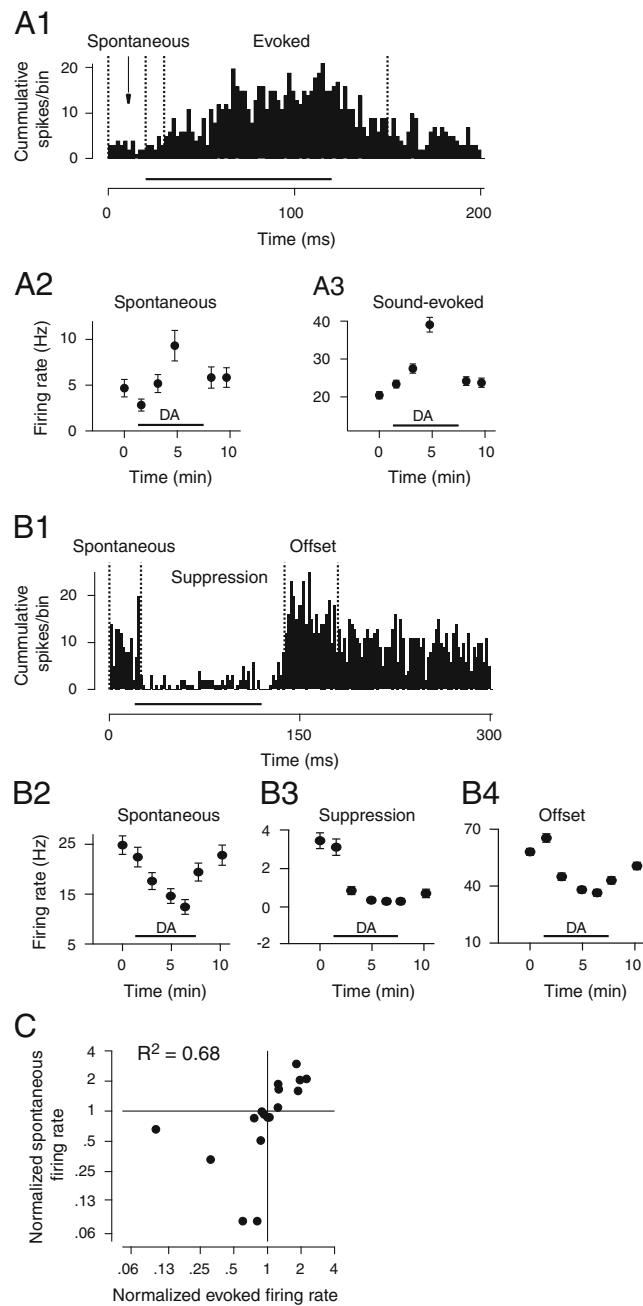 A1
Spontaneous Evoked
Cummulative
spikes/bin
20
10
0
0 100 200
Time (ms)
A2 A3
Spontaneous Sound-evoked
Firing rate (Hz)
10
5
0
DA
0 5 10
Time (min)
40
30
20
DA
0 5 10
Time (min)
B1
Spontaneous Offset
Suppression
Cummulative
spikes/bin
20
10
0
0 150 300
Time (ms)
B2 B3 B4
Spontaneous Suppression Offset
Firing rate (Hz)
25
15
5
DA
0 5 10
Time (min)
4
2
0
-2
DA
0 5 10
Time (min)
70
40
10
DA
0 5 10
Time (min)
C
R² = 0.68
Normalized spontaneous
firing rate
4
2
1
.5
.25
.13
.06
.06 .13 .25 .5 1 2 4
Normalized evoked firing rate